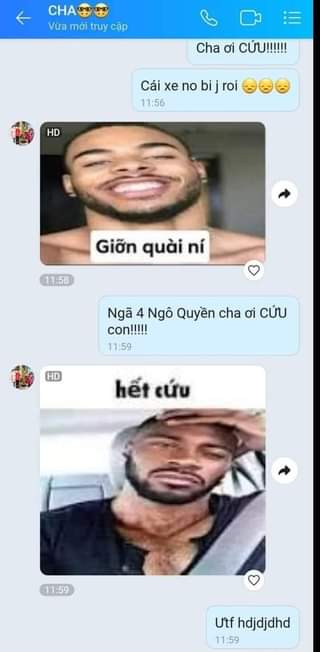 CHA🤓🤓
Vừa mới truy cập
Cha ơi CỨU!!!!!!
Cái xe no bi j roi 😞😞😞
11:56
HD
Giỡn quài ní
11:58
Ngã 4 Ngô Quyền cha ơi CỨU
con!!!!!
11:59
HD
hết cứu
11:59
Ưtf hdjdjdhd
11:59